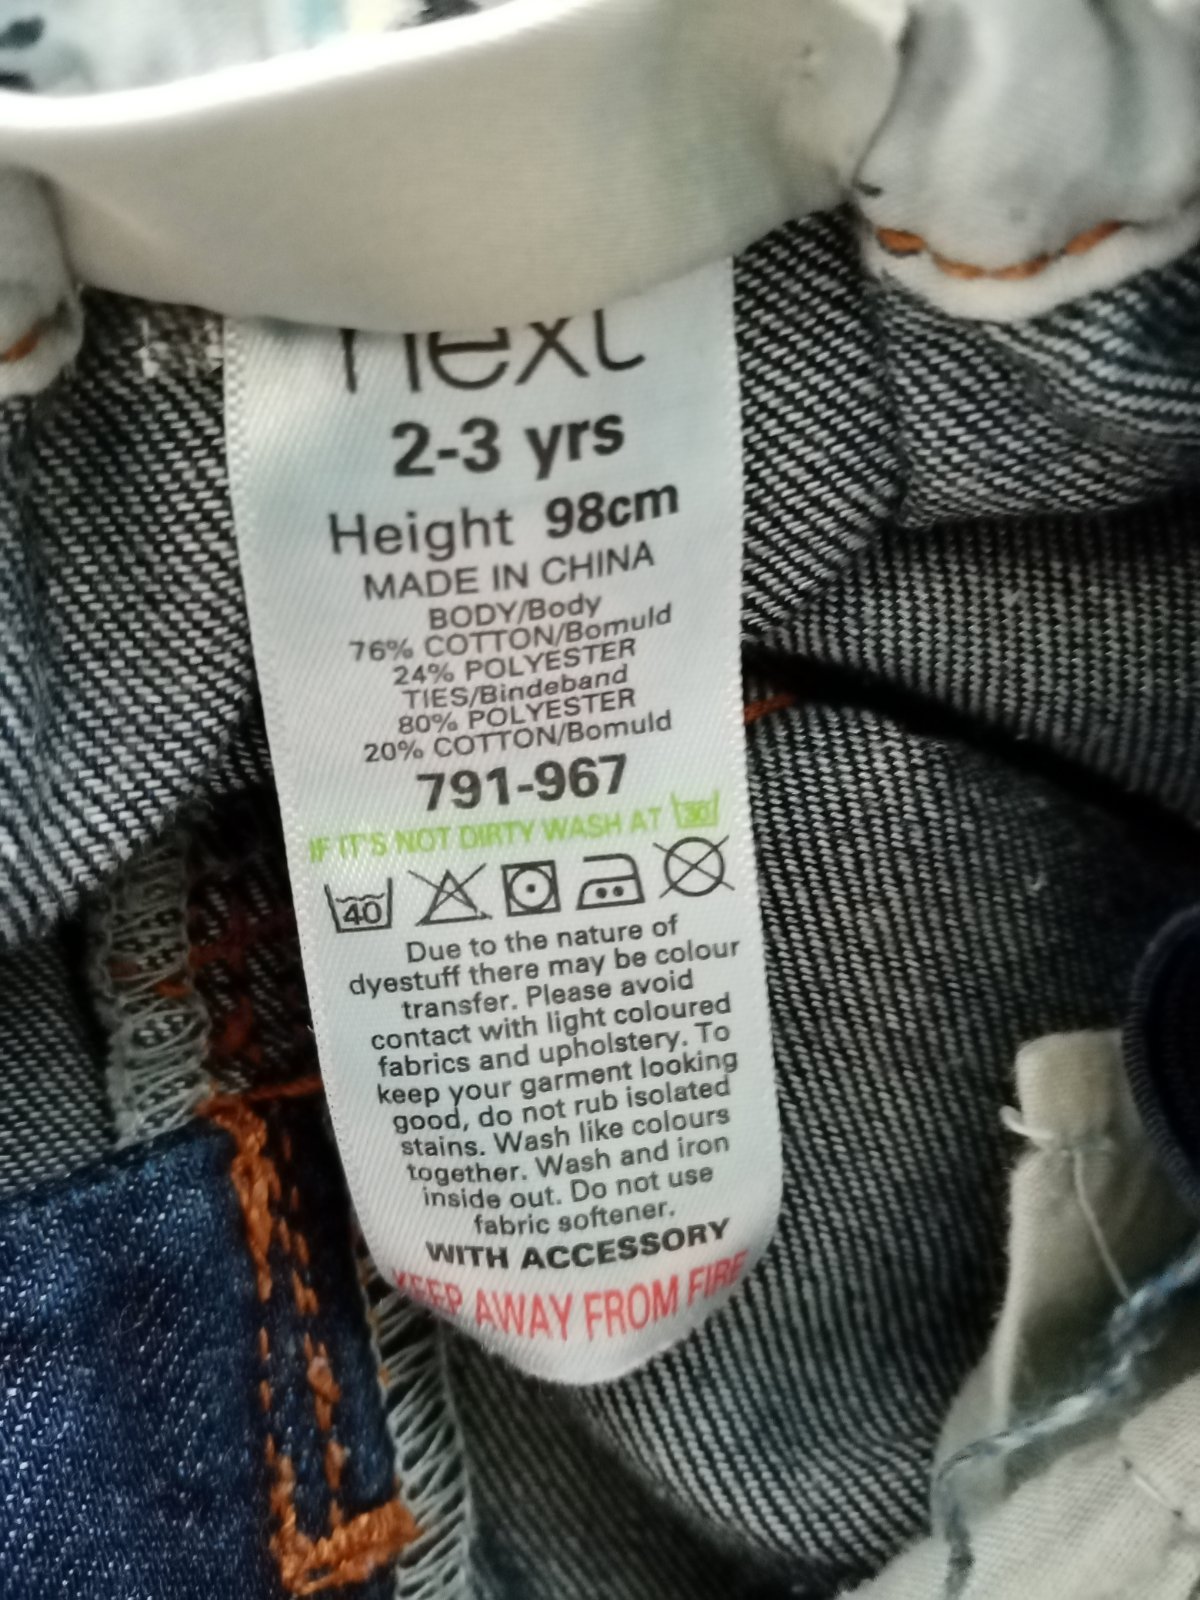 next
2-3 yrs
Height 98cm
MADE IN CHINA
BODY/Body
76% COTTON/Bomuld
24% POLYESTER
TIES/Bindeband
80% POLYESTER
20% COTTON/Bomuld
791-967
IF IT'S NOT DIRTY WASH AT 30
40
Due to the nature of
dyestuff there may be colour
transfer. Please avoid
contact with light coloured
fabrics and upholstery. To
keep your garment looking
good, do not rub isolated
stains. Wash like colours
together. Wash and iron
inside out. Do not use
fabric softener.
WITH ACCESSORY
KEEP AWAY FROM FIRE